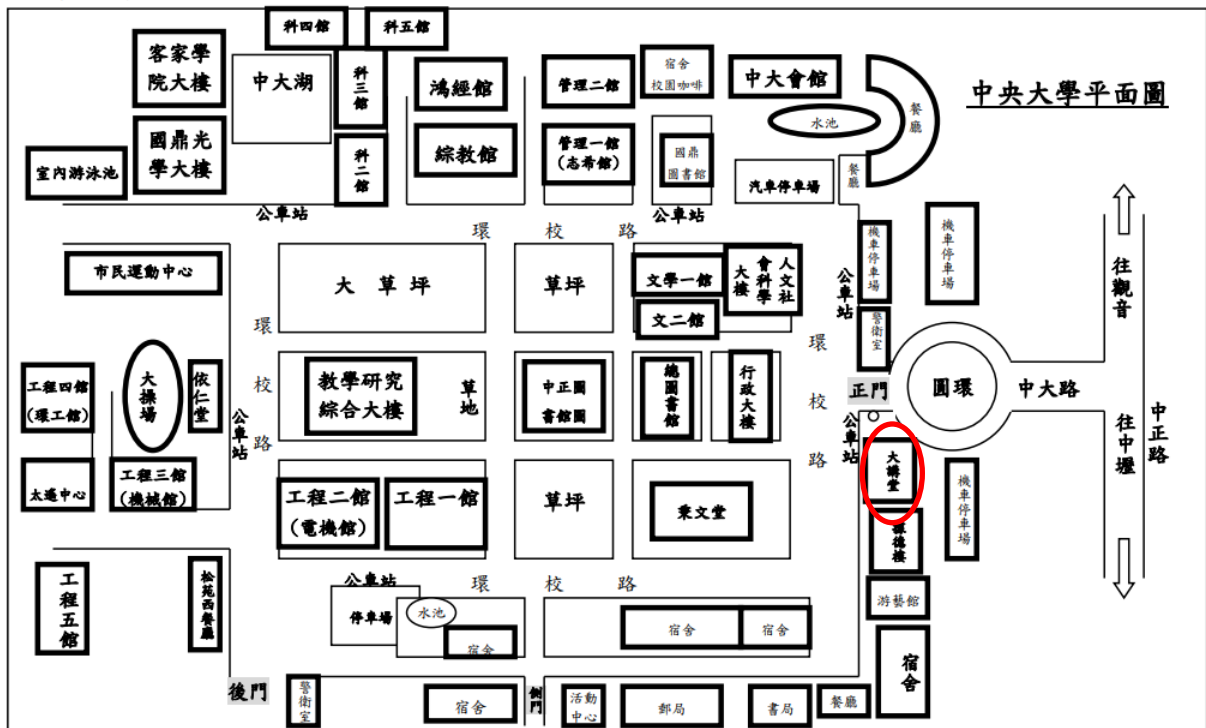 中央大學平面圖
科四館
科五館
客家學
院大樓
中大湖
科三館
鴻經館
管理二館
宿舍
校園咖啡
中大會館
餐廳
水池
國鼎光
學大樓
室內游泳池
科二館
綜教館
管理一館
(志希館)
國鼎
圖書館
汽車停車場
餐廳
公車站
公車站
環校路
機車停車場
機車停車場
往觀音
市民運動中心
大草坪
草坪
文學一館
人文社
會科學
大樓
公車站
文二館
警衛室
環校路
環校路
工程四館
(環工館)
大操場
依仁堂
教學研究
綜合大樓
草地
中正圖
書館圖
總圖書館
行政大樓
正門
圓環
中大路
往中壢
中正路
公車站
公車站
大講堂
太遙中心
工程三館
(機械館)
工程二館
(電機館)
工程一館
草坪
秉文堂
機車停車場
德樓
公車站
環校路
工程五館
松苑西餐廳
停車場
水池
宿舍
宿舍
宿舍
游藝館
宿舍
後門
警衛室
宿舍
側門
活動
中心
郵局
書局
餐廳